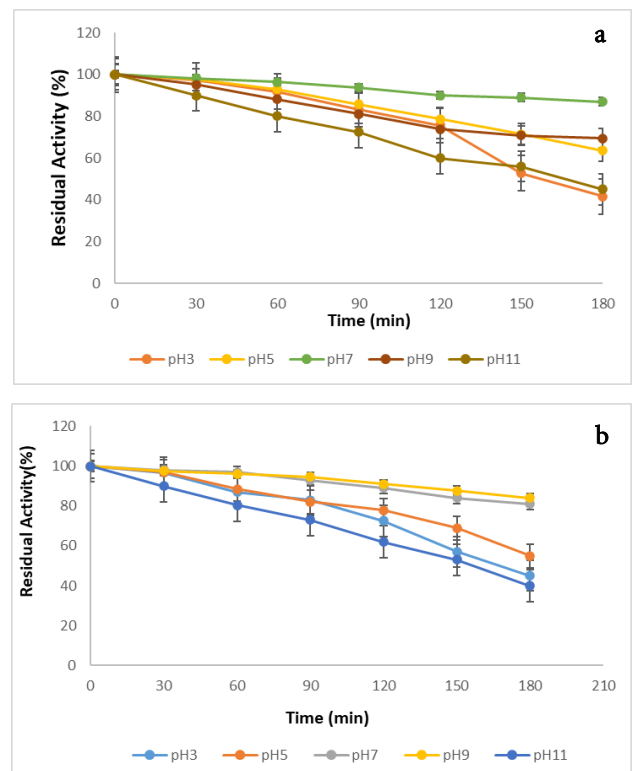 a
120
100
80
60
40
20
0
Residual Activity (%)
0 30 60 90 120 150 180
Time (min)
pH3 pH5 pH7 pH9 pH11
b
120
100
80
60
40
20
0
Residual Activity(%)
0 30 60 90 120 150 180 210
Time (min)
pH3 pH5 pH7 pH9 pH11